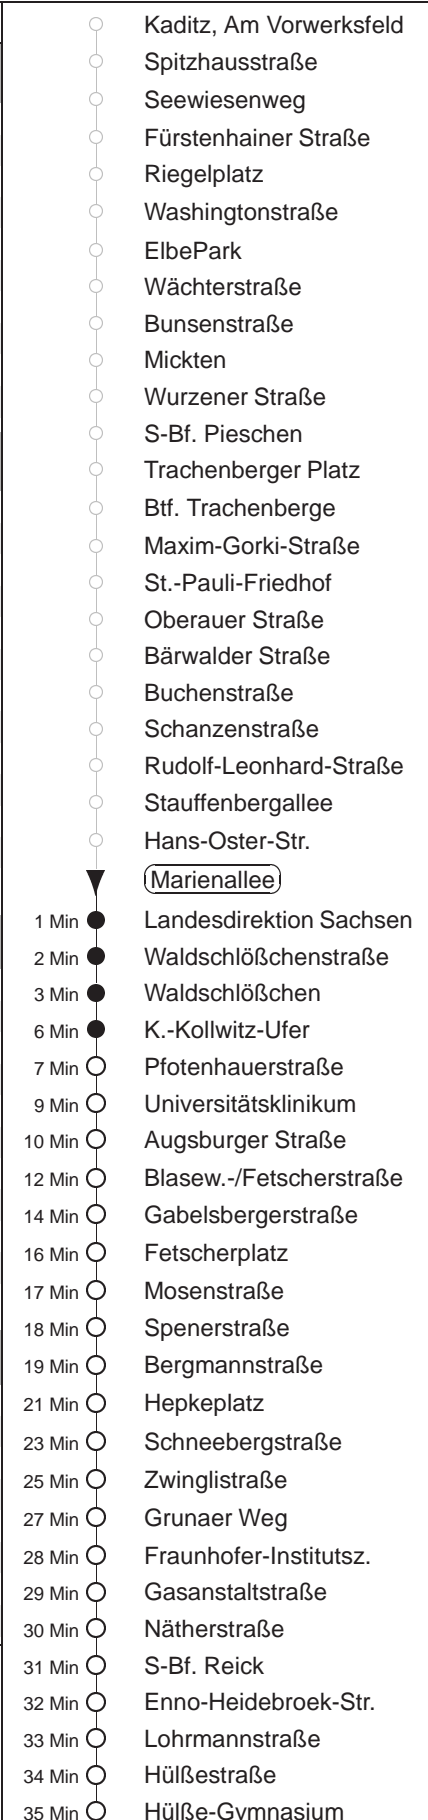 Kaditz, Am Vorwerksfeld
Spitzhausstraße
Seewiesenweg
Fürstenhainer Straße
Riegelplatz
Washingtonstraße
ElbePark
Wächterstraße
Bunsenstraße
Mickten
Wurzener Straße
S-Bf. Pieschen
Trachenberger Platz
Btf. Trachenberge
Maxim-Gorki-Straße
St.-Pauli-Friedhof
Oberauer Straße
Bärwalder Straße
Buchenstraße
Schanzenstraße
Rudolf-Leonhard-Straße
Stauffenbergallee
Hans-Oster-Str.
Marienallee
1 Min Landesdirektion Sachsen
2 Min Waldschlößchenstraße
3 Min Waldschlößchen
6 Min K.-Kollwitz-Ufer
7 Min Pfotenhauerstraße
9 Min Universitätsklinikum
10 Min Augsburger Straße
12 Min Blasew.-/Fetscherstraße
14 Min Gabelsbergerstraße
16 Min Fetscherplatz
17 Min Mosenstraße
18 Min Spenerstraße
19 Min Bergmannstraße
21 Min Hepkeplatz
23 Min Schneebergstraße
25 Min Zwinglistraße
27 Min Grunaer Weg
28 Min Fraunhofer-Institutsz.
29 Min Gasanstaltstraße
30 Min Nätherstraße
31 Min S-Bf. Reick
32 Min Enno-Heidebroek-Str.
33 Min Lohrmannstraße
34 Min Hülßestraße
35 Min Hülße-Gymnasium